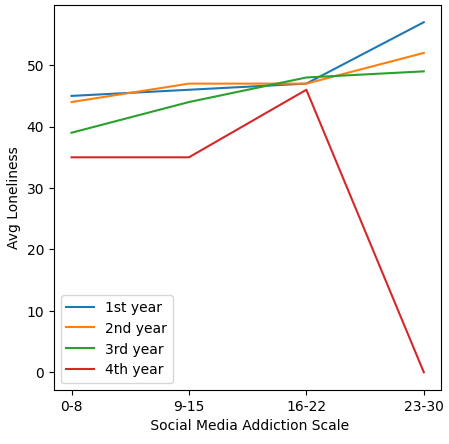 Avg Loneliness
50
40
30
20
10
0
1st year
2nd year
3rd year
4th year
0-8 9-15 16-22 23-30
Social Media Addiction Scale